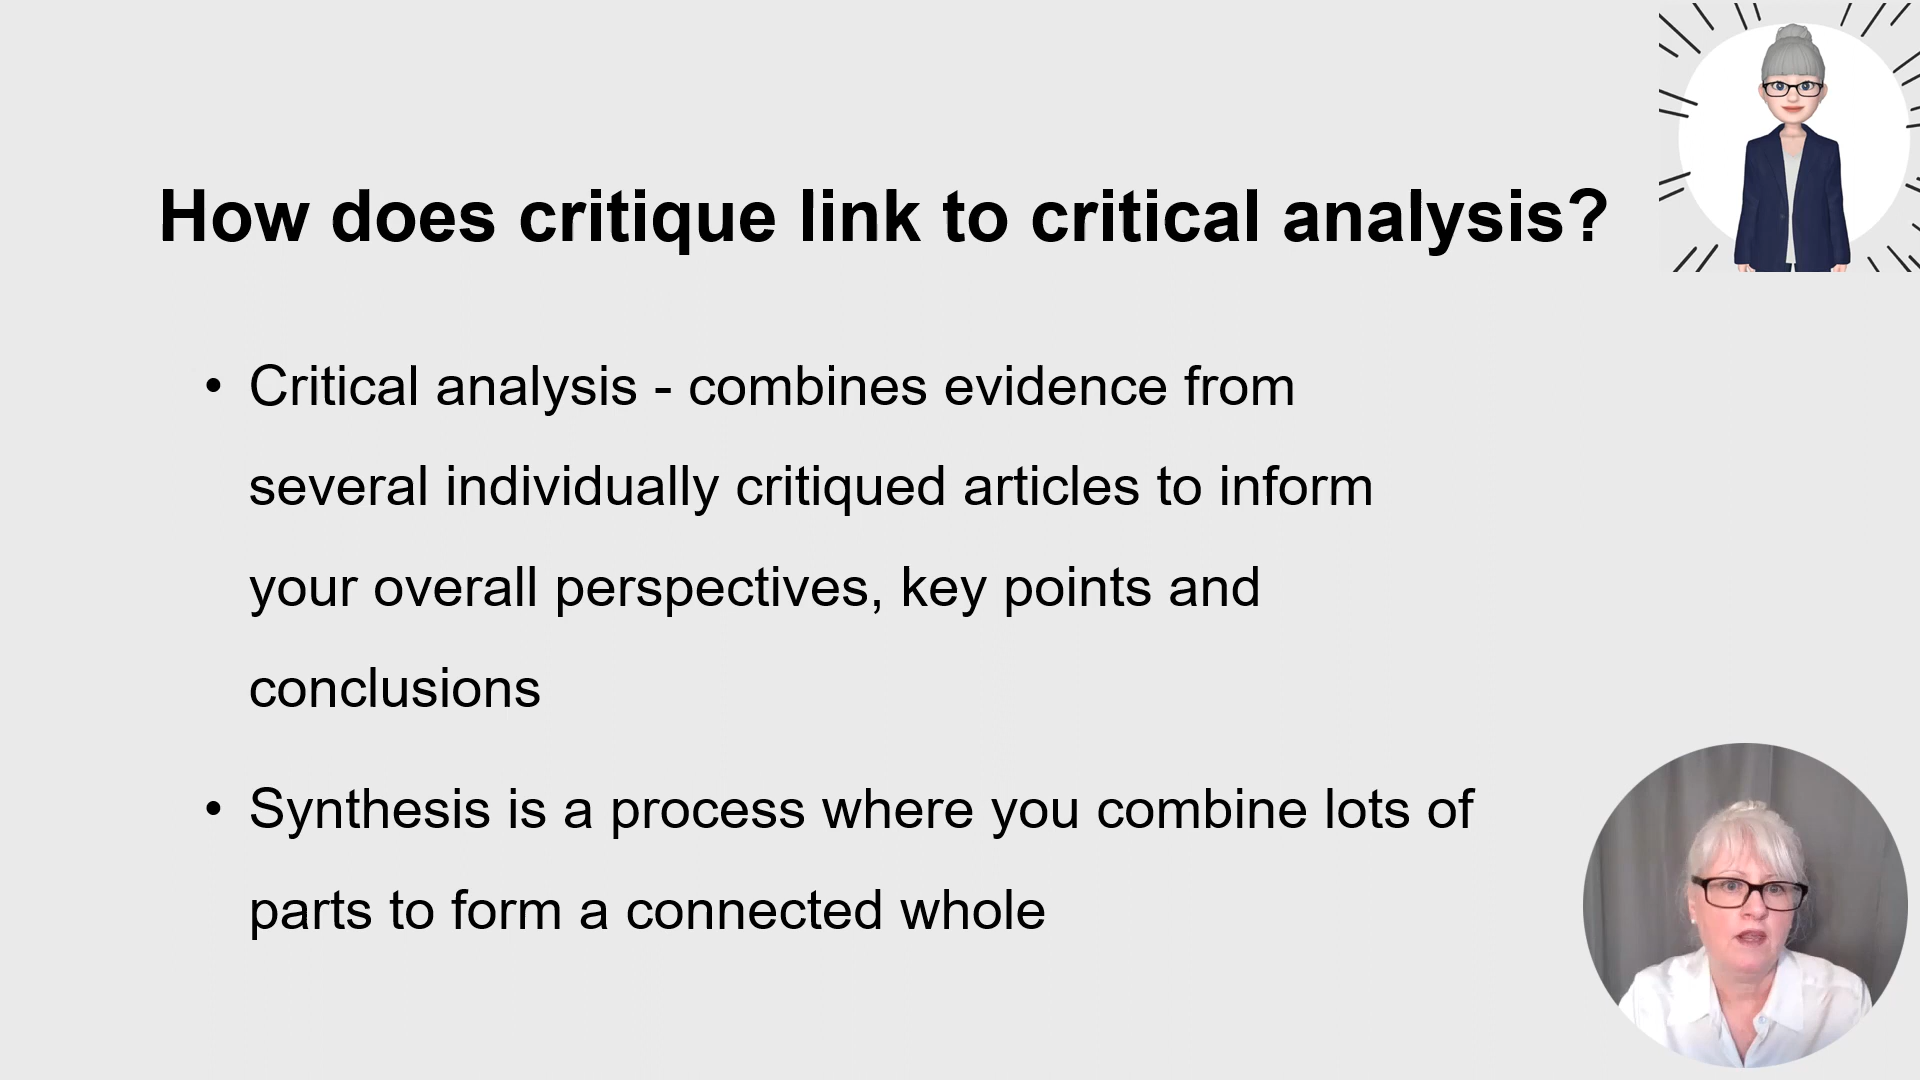 How does critique link to critical analysis?
• Critical analysis - combines evidence from
several individually critiqued articles to inform
your overall perspectives, key points and
conclusions
• Synthesis is a process where you combine lots of
parts to form a connected whole